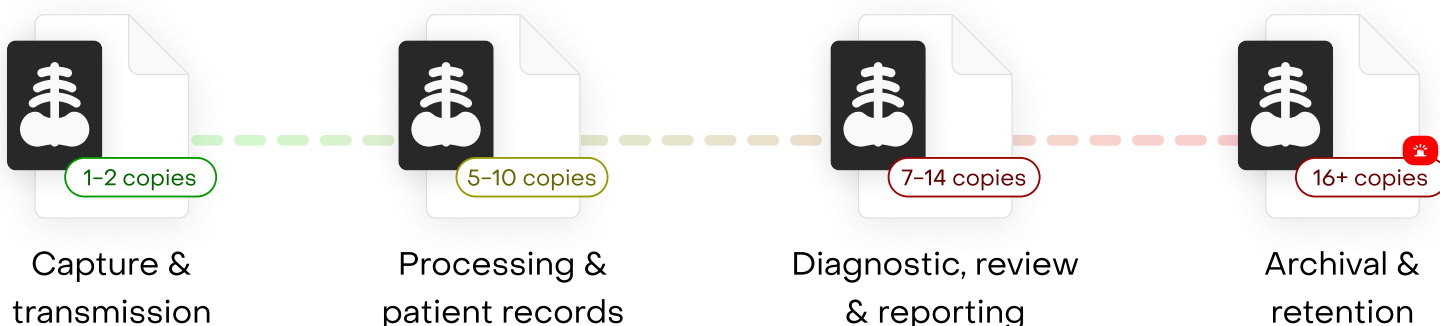 1–2 copies
5–10 copies
7–14 copies
16+ copies
Capture &
transmission
Processing &
patient records
Diagnostic, review
& reporting
Archival &
retention